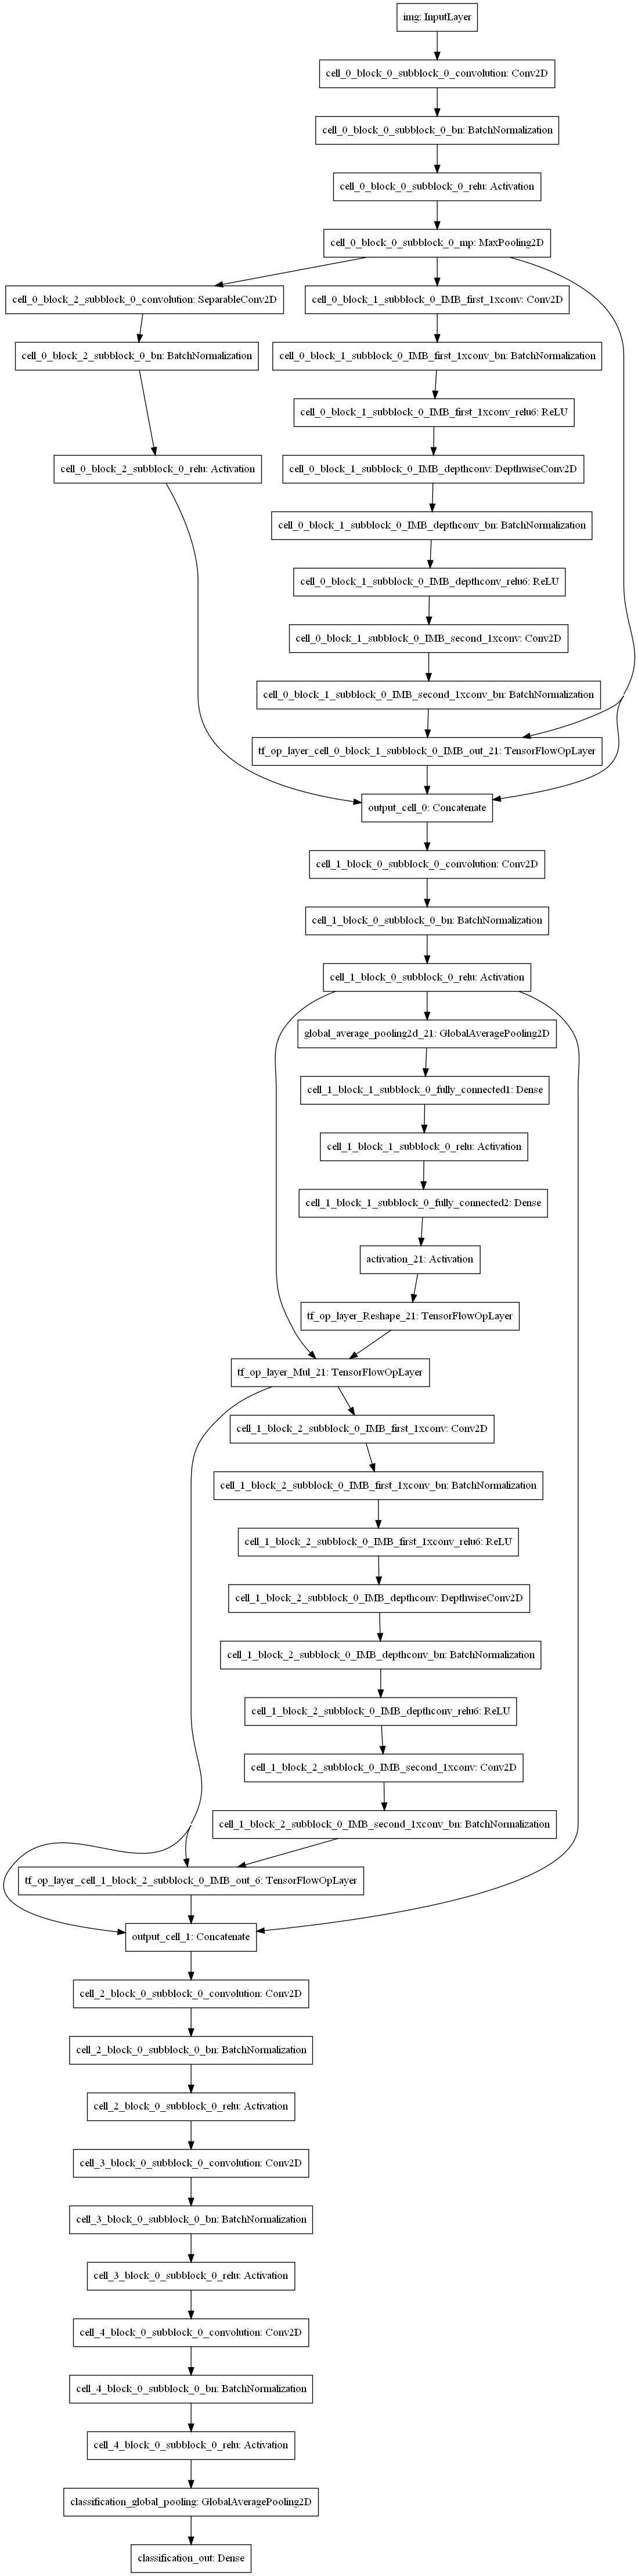 img: InputLayer
cell_0_block_0_subblock_0_convolution: Conv2D
cell_0_block_0_subblock_0_bn: BatchNormalization
cell_0_block_0_subblock_0_relu: Activation
cell_0_block_0_subblock_0_mp: MaxPooling2D
cell_0_block_2_subblock_0_convolution: SeparableConv2D
cell_0_block_1_subblock_0_IMB_first_1xconv: Conv2D
cell_0_block_2_subblock_0_bn: BatchNormalization
cell_0_block_1_subblock_0_IMB_first_1xconv_bn: BatchNormalization
cell_0_block_1_subblock_0_IMB_first_1xconv_relu6: ReLU
cell_0_block_2_subblock_0_relu: Activation
cell_0_block_1_subblock_0_IMB_depthconv: DepthwiseConv2D
cell_0_block_1_subblock_0_IMB_depthconv_bn: BatchNormalization
cell_0_block_1_subblock_0_IMB_depthconv_relu6: ReLU
cell_0_block_1_subblock_0_IMB_second_1xconv: Conv2D
cell_0_block_1_subblock_0_IMB_second_1xconv_bn: BatchNormalization
tf_op_layer_cell_0_block_1_subblock_0_IMB_out_21: TensorFlowOpLayer
output_cell_0: Concatenate
cell_1_block_0_subblock_0_convolution: Conv2D
cell_1_block_0_subblock_0_bn: BatchNormalization
cell_1_block_0_subblock_0_relu: Activation
global_average_pooling2d_21: GlobalAveragePooling2D
cell_1_block_1_subblock_0_fully_connected1: Dense
cell_1_block_1_subblock_0_relu: Activation
cell_1_block_1_subblock_0_fully_connected2: Dense
activation_21: Activation
tf_op_layer_Reshape_21: TensorFlowOpLayer
tf_op_layer_Mul_21: TensorFlowOpLayer
cell_1_block_2_subblock_0_IMB_first_1xconv: Conv2D
cell_1_block_2_subblock_0_IMB_first_1xconv_bn: BatchNormalization
cell_1_block_2_subblock_0_IMB_first_1xconv_relu6: ReLU
cell_1_block_2_subblock_0_IMB_depthconv: DepthwiseConv2D
cell_1_block_2_subblock_0_IMB_depthconv_bn: BatchNormalization
cell_1_block_2_subblock_0_IMB_depthconv_relu6: ReLU
cell_1_block_2_subblock_0_IMB_second_1xconv: Conv2D
cell_1_block_2_subblock_0_IMB_second_1xconv_bn: BatchNormalization
tf_op_layer_cell_1_block_2_subblock_0_IMB_out_6: TensorFlowOpLayer
output_cell_1: Concatenate
cell_2_block_0_subblock_0_convolution: Conv2D
cell_2_block_0_subblock_0_bn: BatchNormalization
cell_2_block_0_subblock_0_relu: Activation
cell_3_block_0_subblock_0_convolution: Conv2D
cell_3_block_0_subblock_0_bn: BatchNormalization
cell_3_block_0_subblock_0_relu: Activation
cell_4_block_0_subblock_0_convolution: Conv2D
cell_4_block_0_subblock_0_bn: BatchNormalization
cell_4_block_0_subblock_0_relu: Activation
classification_global_pooling: GlobalAveragePooling2D
classification_out: Dense